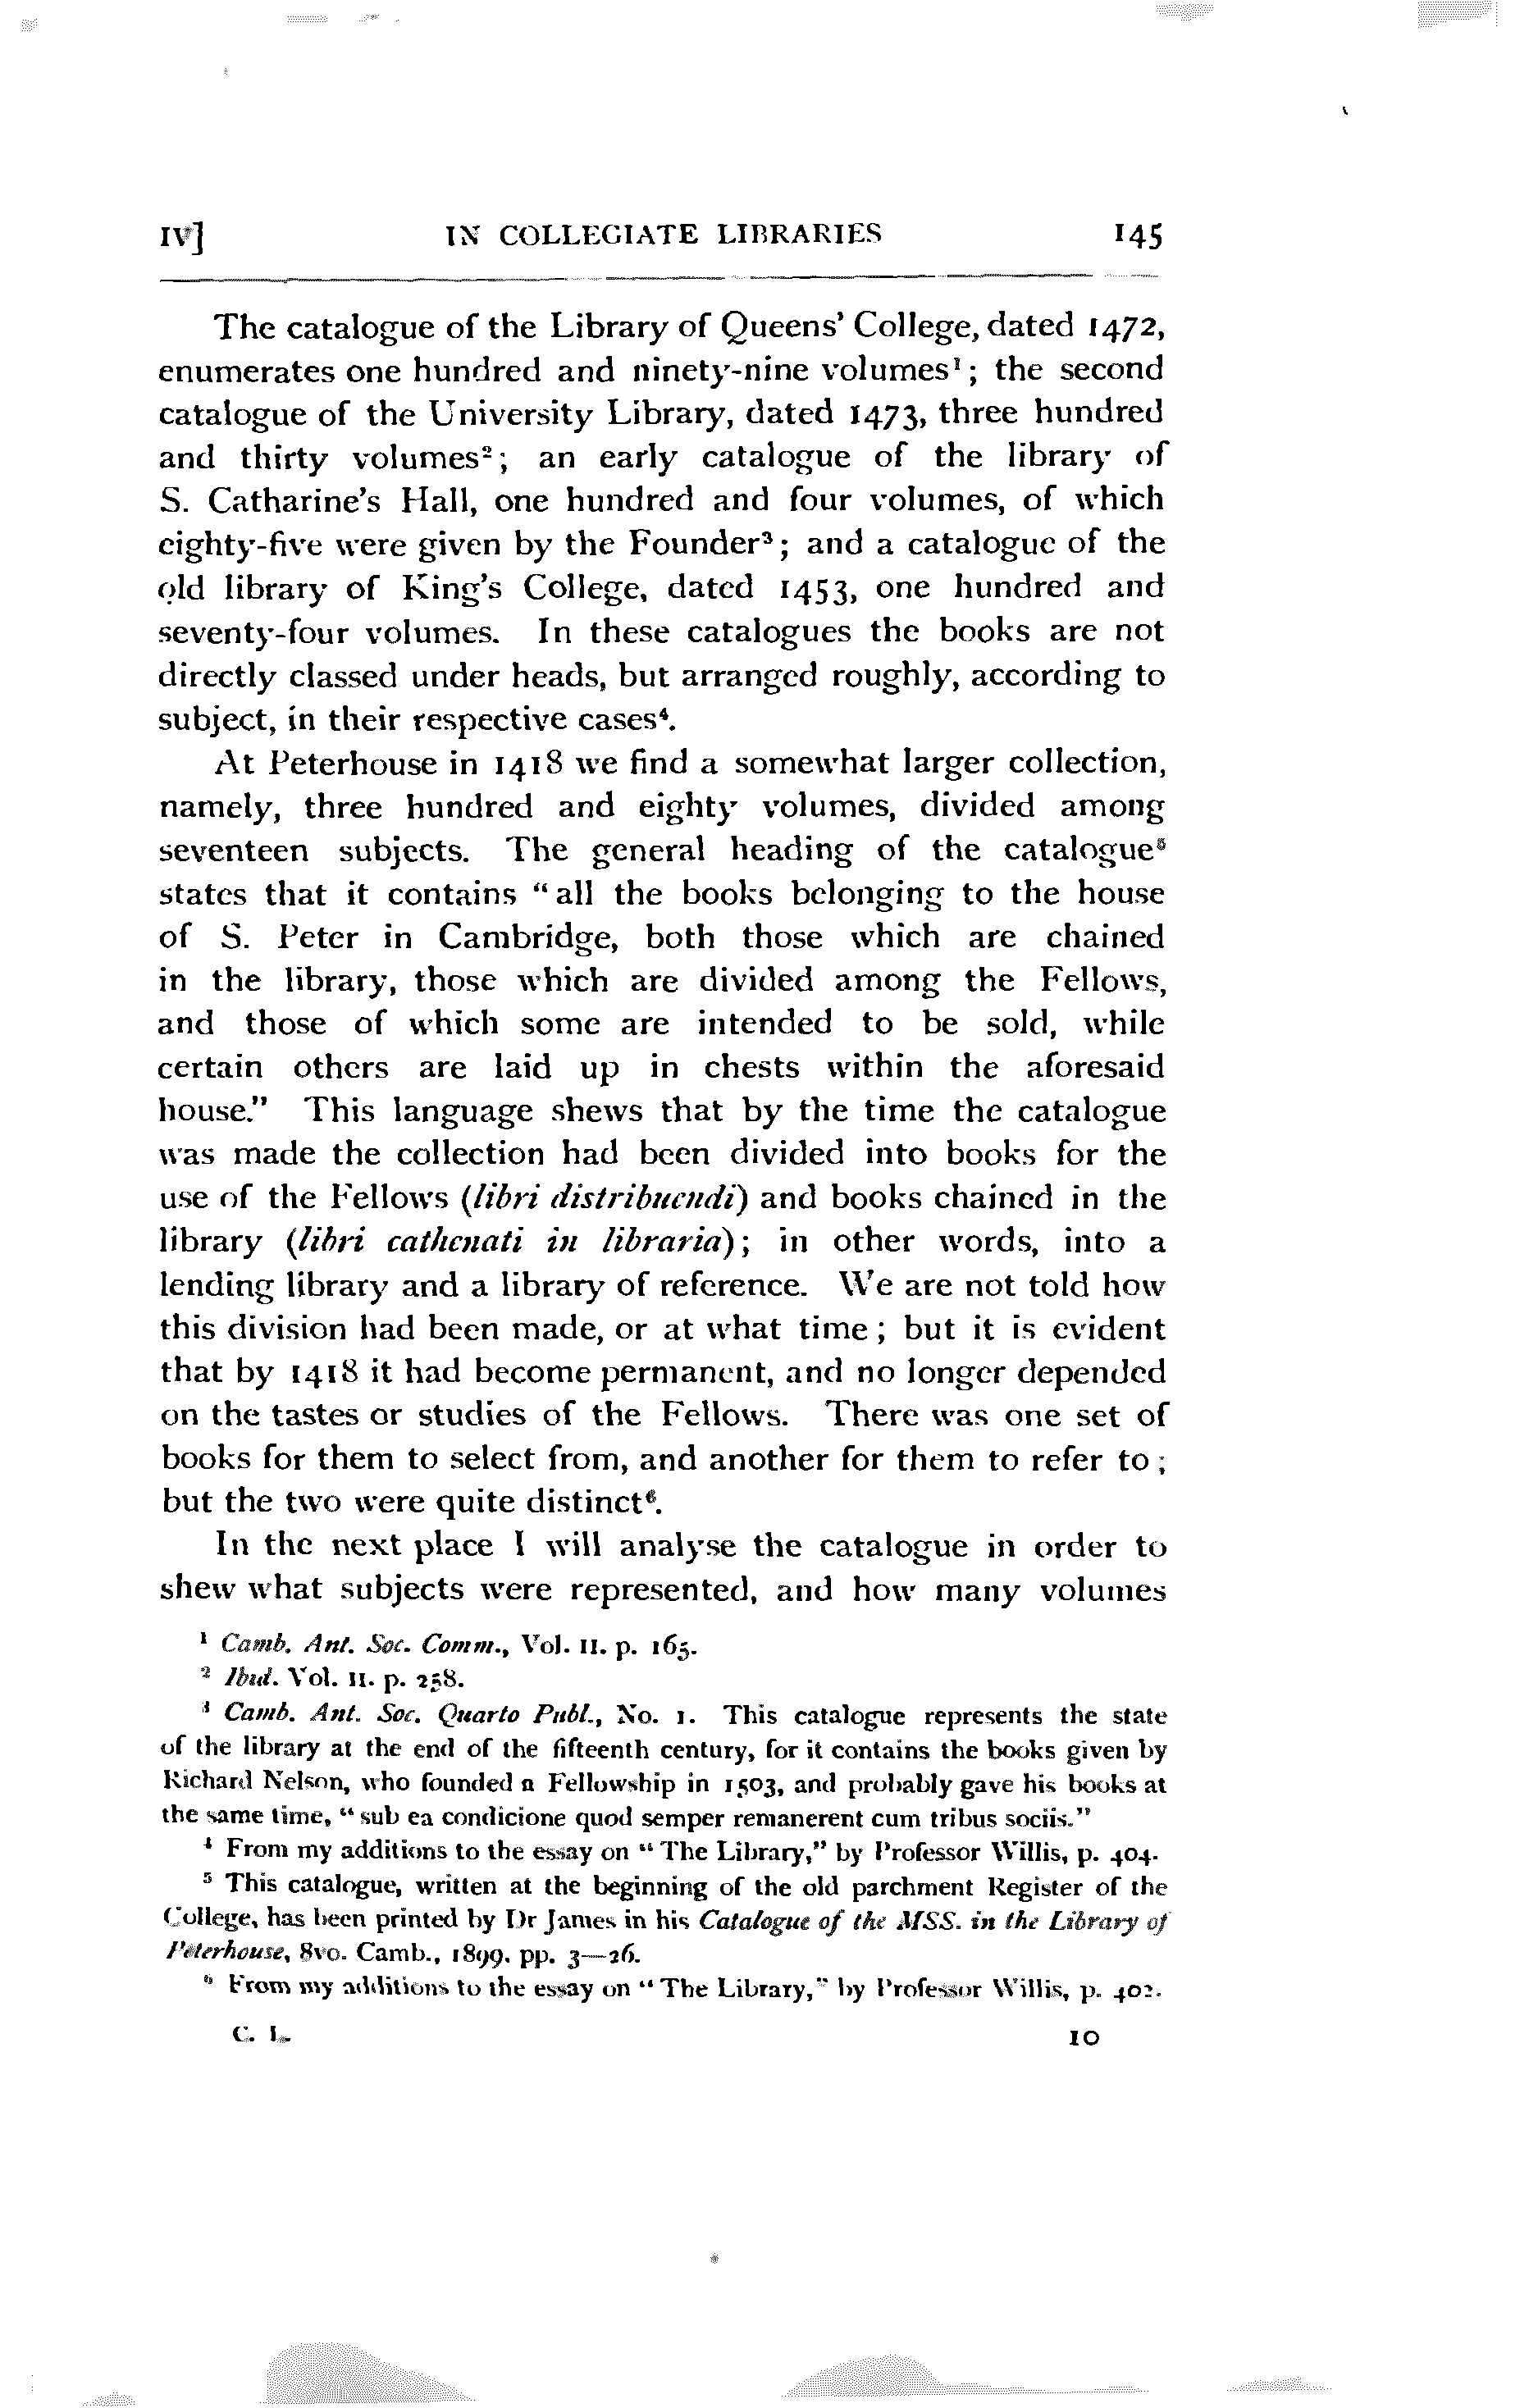 IV] IN COLLEGIATE LIBRARIES 145
The catalogue of the Library of Queens' College, dated 1472,
enumerates one hundred and ninety-nine volumes¹; the second
catalogue of the University Library, dated 1473, three hundred
and thirty volumes²; an early catalogue of the library of
S. Catharine's Hall, one hundred and four volumes, of which
eighty-five were given by the Founder³; and a catalogue of the
old library of King's College, dated 1453, one hundred and
seventy-four volumes. In these catalogues the books are not
directly classed under heads, but arranged roughly, according to
subject, in their respective cases⁴.
At Peterhouse in 1418 we find a somewhat larger collection,
namely, three hundred and eighty volumes, divided among
seventeen subjects. The general heading of the catalogue⁵
states that it contains "all the books belonging to the house
of S. Peter in Cambridge, both those which are chained
in the library, those which are divided among the Fellows,
and those of which some are intended to be sold, while
certain others are laid up in chests within the aforesaid
house." This language shews that by the time the catalogue
was made the collection had been divided into books for the
use of the Fellows (libri distribuendi) and books chained in the
library (libri cathenati in libraria); in other words, into a
lending library and a library of reference. We are not told how
this division had been made, or at what time; but it is evident
that by 1418 it had become permanent, and no longer depended
on the tastes or studies of the Fellows. There was one set of
books for them to select from, and another for them to refer to;
but the two were quite distinct⁶.
In the next place I will analyse the catalogue in order to
shew what subjects were represented, and how many volumes
¹ Camb. Ant. Soc. Comm., Vol. II. p. 165.
² Ibid. Vol. II. p. 258.
³ Camb. Ant. Soc. Quarto Publ., No. 1. This catalogue represents the state
of the library at the end of the fifteenth century, for it contains the books given by
Richard Nelson, who founded a Fellowship in 1503, and probably gave his books at
the same time, "sub ea condicione quod semper remanerent cum tribus sociis."
⁴ From my additions to the essay on "The Library," by Professor Willis, p. 404.
⁵ This catalogue, written at the beginning of the old parchment Register of the
College, has been printed by Dr James in his Catalogue of the MSS. in the Library of
Peterhouse, 8vo. Camb., 1899. pp. 3—26.
⁶ From my additions to the essay on "The Library," by Professor Willis, p. 402.
C. L. 10